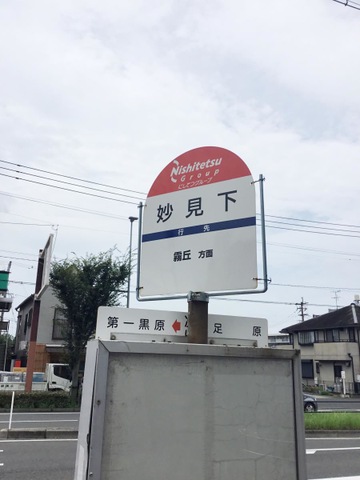 Nishitetsu
Group
にしてつグループ
妙見下
行先
霧丘 方面
第一黒原
足原